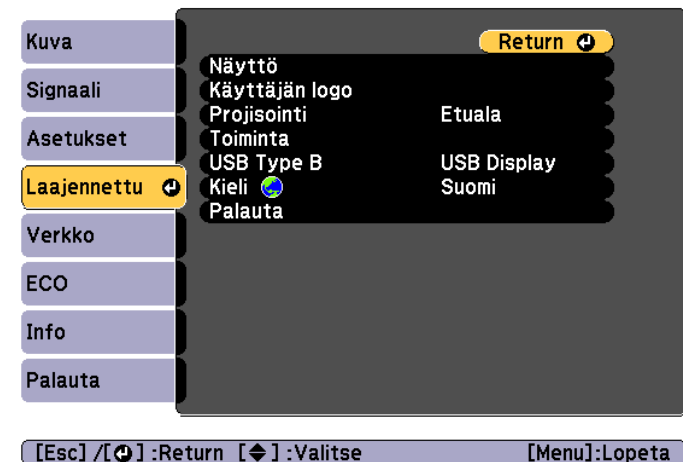 Kuva
Signaali
Asetukset
Laajennettu
Verkko
ECO
Info
Palauta
Return
Näyttö
Käyttäjän logo
Projisointi Etuala
Toiminta
USB Type B USB Display
Kieli Suomi
Palauta
[Esc] /[⏎] :Return [◆] :Valitse [Menu]:Lopeta